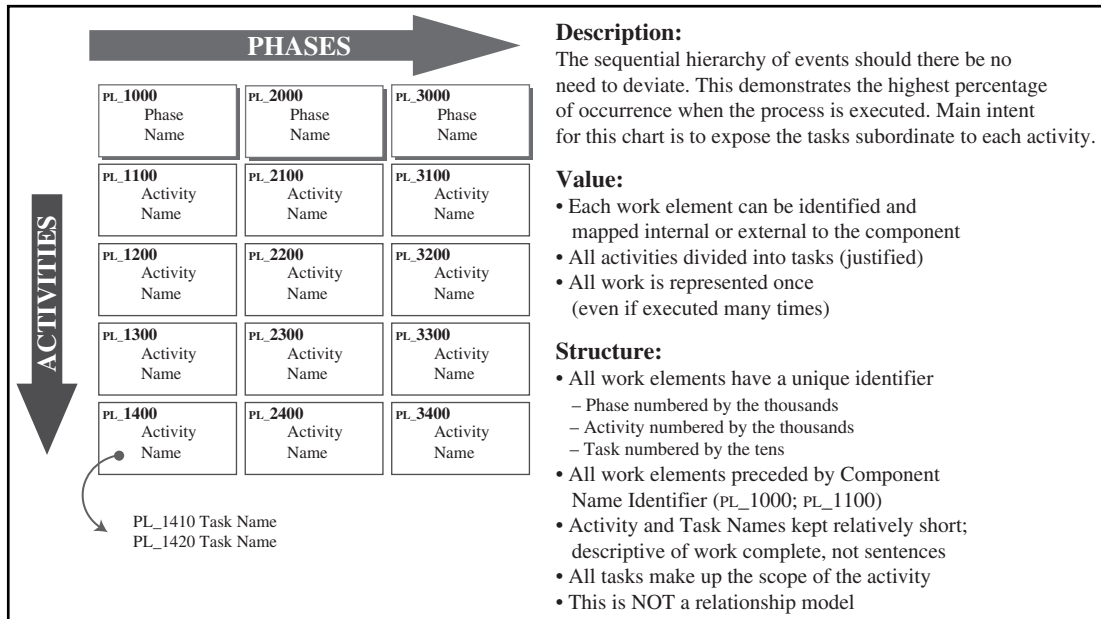 PHASES
ACTIVITIES
PL_1000
Phase
Name
PL_2000
Phase
Name
PL_3000
Phase
Name
PL_1100
Activity
Name
PL_2100
Activity
Name
PL_3100
Activity
Name
PL_1200
Activity
Name
PL_2200
Activity
Name
PL_3200
Activity
Name
PL_1300
Activity
Name
PL_2300
Activity
Name
PL_3300
Activity
Name
PL_1400
Activity
Name
PL_2400
Activity
Name
PL_3400
Activity
Name
PL_1410 Task Name
PL_1420 Task Name
Description:
The sequential hierarchy of events should there be no
need to deviate. This demonstrates the highest percentage
of occurrence when the process is executed. Main intent
for this chart is to expose the tasks subordinate to each activity.
Value:
• Each work element can be identified and
mapped internal or external to the component
• All activities divided into tasks (justified)
• All work is represented once
(even if executed many times)
Structure:
• All work elements have a unique identifier
– Phase numbered by the thousands
– Activity numbered by the thousands
– Task numbered by the tens
• All work elements preceded by Component
Name Identifier (PL_1000; PL_1100)
• Activity and Task Names kept relatively short;
descriptive of work complete, not sentences
• All tasks make up the scope of the activity
• This is NOT a relationship model